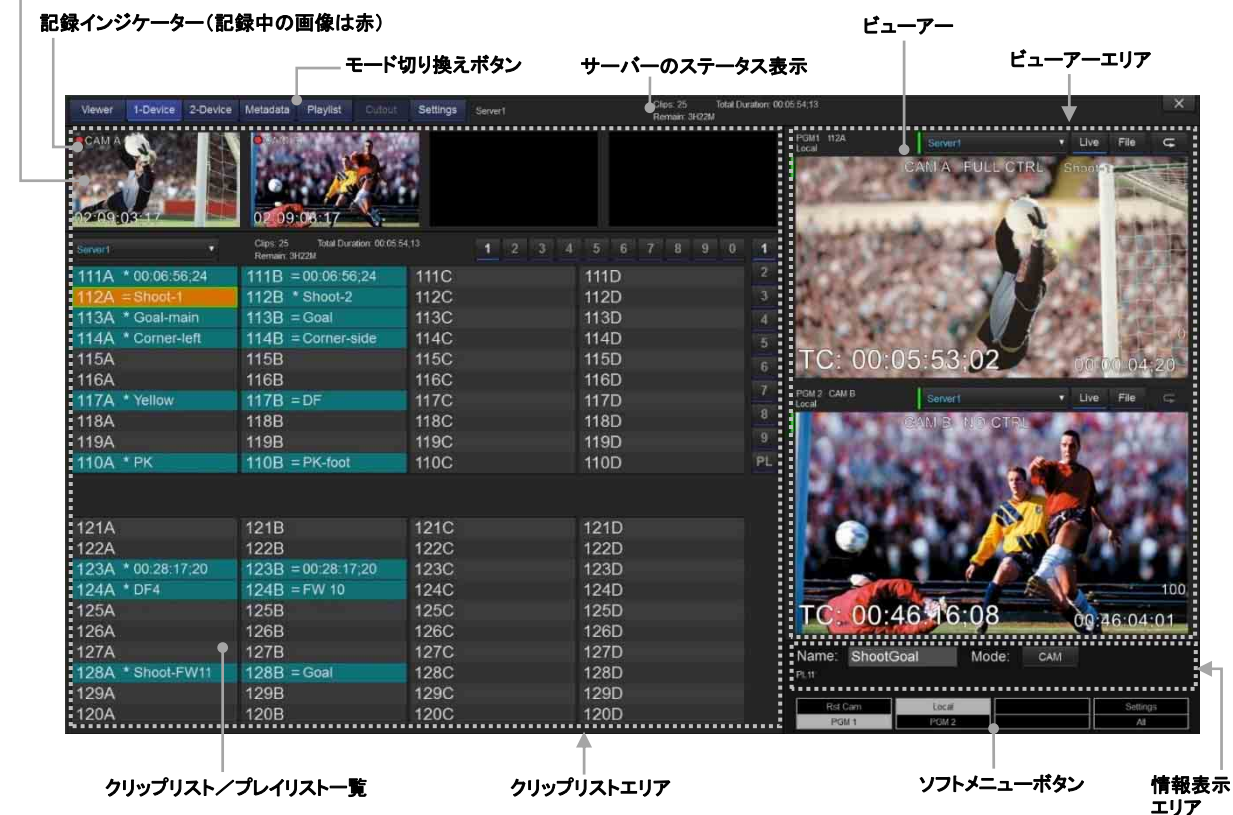 記録インジケーター（記録中の画像は赤）
ビューアー
モード切り換えボタン
サーバーのステータス表示
ビューアーエリア
Viewer 1-Device 2-Device Metadata Playlist Cutout Settings Server1
Clips: 25 Total Duration: 00:05:54;13
Remain: 3H22M
CAM A
02:09:03:17
02:09:03:17
PGM1 112A
Local
Server1 Live File
CAM A FULL CTRL Shoot-1
TC: 00:05:53;02 00:00:04;20
Server1
Clips: 25 Total Duration: 00:05:54;13
Remain: 3H22M
1 2 3 4 5 6 7 8 9 0
1
2
3
4
5
6
7
8
9
PL
111A * 00:06:56;24 111B = 00:06:56;24 111C 111D
112A = Shoot-1 112B * Shoot-2 112C 112D
113A * Goal-main 113B = Goal 113C 113D
114A * Corner-left 114B = Corner-side 114C 114D
115A 115B 115C 115D
116A 116B 116C 116D
117A * Yellow 117B = DF 117C 117D
118A 118B 118C 118D
119A 119B 119C 119D
110A * PK 110B = PK-foot 110C 110D
121A 121B 121C 121D
122A 122B 122C 122D
123A * 00:28:17;20 123B = 00:28:17;20 123C 123D
124A * DF4 124B = FW 10 124C 124D
125A 125B 125C 125D
126A 126B 126C 126D
127A 127B 127C 127D
128A * Shoot-FW11 128B = Goal 128C 128D
129A 129B 129C 129D
120A 120B 120C 120D
PGM 2 CAM B
Local
Server1 Live File
CAM B NO CTRL
100
TC: 00:46:16;08 00:46:04:01
Name: ShootGoal Mode: CAM
PL11
Rst Cam Local Settings
PGM 1 PGM 2 All
クリップリスト／プレイリスト一覧
クリップリストエリア
ソフトメニューボタン
情報表示
エリア